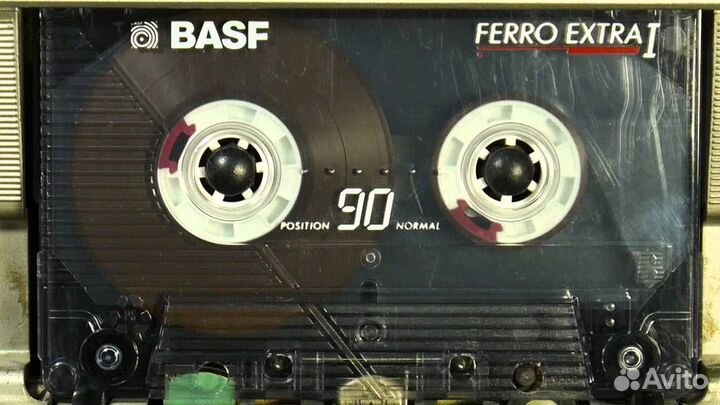 BASF
FERRO EXTRA I
POSITION 90 NORMAL
Avito